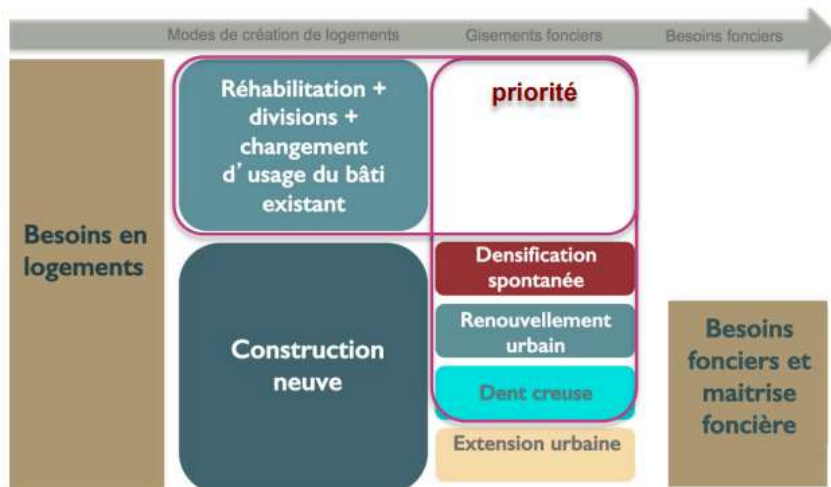 Modes de création de logements
Gisements fonciers
Besoins fonciers
Besoins en
logements
Réhabilitation +
divisions +
changement
d' usage du bâti
existant
priorité
Construction
neuve
Densification
spontanée
Renouvellement
urbain
Dent creuse
Extension urbaine
Besoins
fonciers et
maitrise
foncière